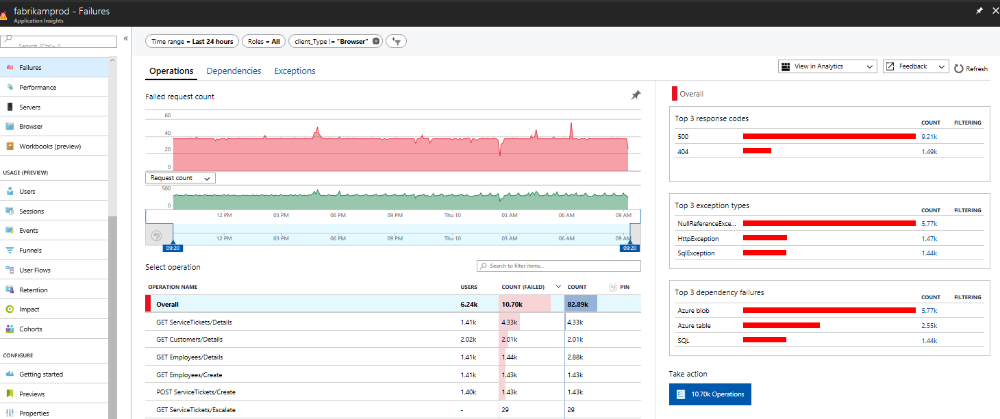 fabrikamprod - Failures
Application Insights
Search (Ctrl+/)
«
Failures
Performance
Servers
Browser
Workbooks (preview)
USAGE (PREVIEW)
Users
Sessions
Events
Funnels
User Flows
Retention
Impact
Cohorts
CONFIGURE
Getting started
Previews
Properties
Time range = Last 24 hours
Roles = All
client_Type != "Browser"
Operations Dependencies Exceptions
View in Analytics
Feedback
Refresh
Failed request count
60
40
20
0
Request count
500
0
12 PM 03 PM 06 PM 09 PM Thu 10 03 AM 06 AM 09 AM
12 PM 03 PM 06 PM 09 PM Thu 10 03 AM 06 AM 09 AM
09:20 09:20
Select operation
Search to filter items...
OPERATION NAME USERS COUNT (FAILED) COUNT PIN
Overall 6.24k 10.70k 82.89k
GET ServiceTickets/Details 1.41k 4.33k 4.33k
GET Customers/Details 2.02k 2.01k 2.01k
GET Employees/Details 1.41k 1.44k 2.88k
GET Employees/Create 1.41k 1.43k 1.43k
POST ServiceTickets/Create 1.40k 1.43k 1.43k
GET ServiceTickets/Escalate - 29 29
Overall
Top 3 response codes
COUNT FILTERING
500 9.21k
404 1.49k
Top 3 exception types
COUNT FILTERING
NullReferenceExce... 5.77k
HttpException 1.47k
SqlException 1.44k
Top 3 dependency failures
COUNT FILTERING
Azure blob 5.77k
Azure table 2.55k
SQL 1.44k
Take action
10.70k Operations